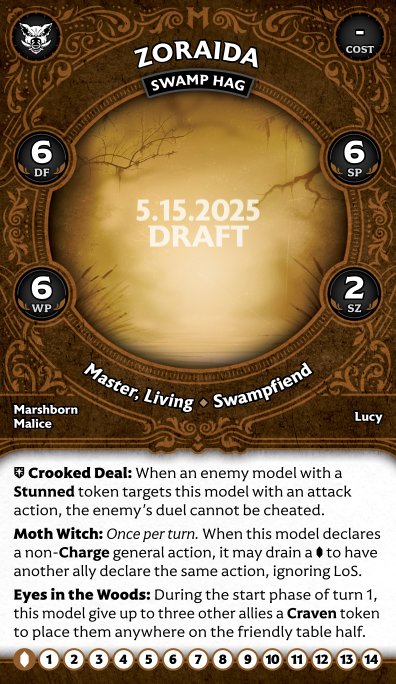 -
COST
ZORAIDA
SWAMP HAG
6
DF
6
SP
5.15.2025
DRAFT
6
WP
2
SZ
Master, Living ◆ Swampfiend
Marshborn
Malice
Lucy
Crooked Deal: When an enemy model with a
Stunned token targets this model with an attack
action, the enemy's duel cannot be cheated.
Moth Witch: Once per turn. When this model declares
a non-Charge general action, it may drain a to have
another ally declare the same action, ignoring LoS.
Eyes in the Woods: During the start phase of turn 1,
this model give up to three other allies a Craven token
to place them anywhere on the friendly table half.
1 2 3 4 5 6 7 8 9 10 11 12 13 14